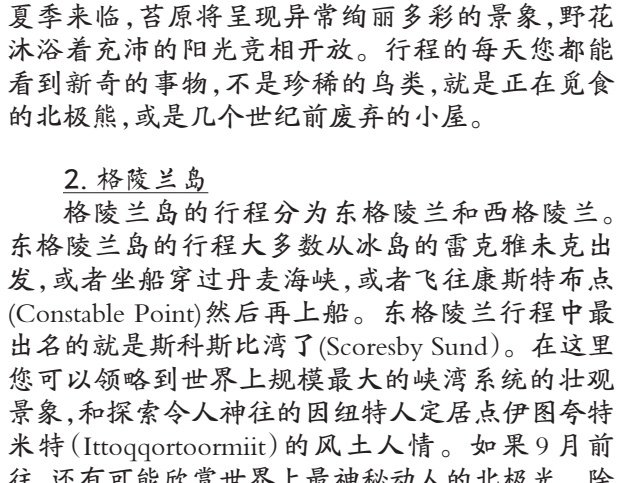 夏季来临,苔原将呈现异常绚丽多彩的景象,野花
沐浴着充沛的阳光竞相开放。行程的每天您都能
看到新奇的事物,不是珍稀的鸟类,就是正在觅食
的北极熊,或是几个世纪前废弃的小屋。
2. 格陵兰岛
格陵兰岛的行程分为东格陵兰和西格陵兰。
东格陵兰岛的行程大多数从冰岛的雷克雅未克出
发,或者坐船穿过丹麦海峡,或者飞往康斯特布点
(Constable Point)然后再上船。东格陵兰行程中最
出名的就是斯科斯比湾了(Scoresby Sund)。在这里
您可以领略到世界上规模最大的峡湾系统的壮观
景象,和探索令人神往的因纽特人定居点伊图夸特
米特(Ittoqqortoormiit)的风土人情。如果9月前
往,还有可能欣赏世界上最神秘动人的北极光。除